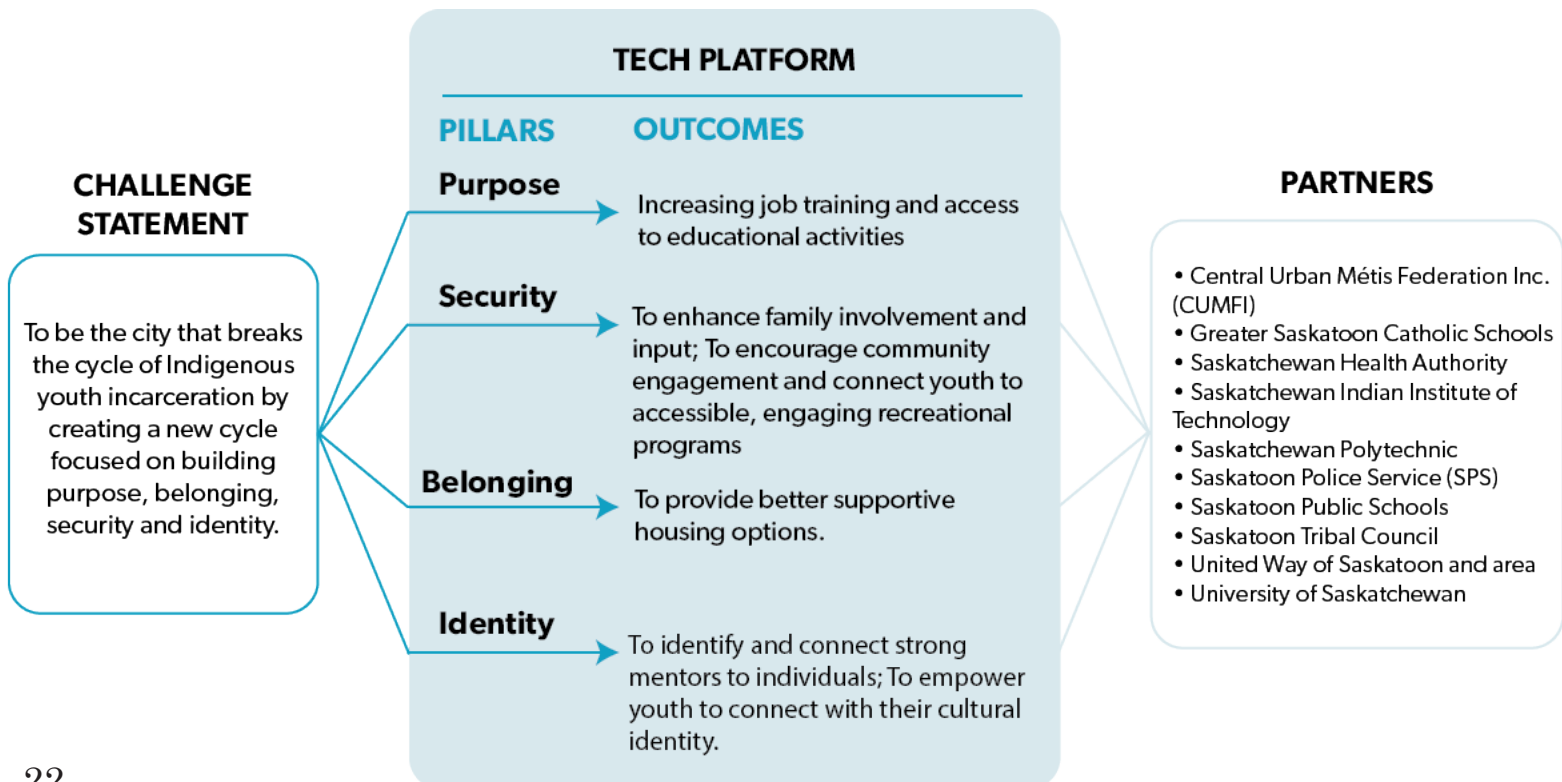 CHALLENGE
STATEMENT
To be the city that breaks
the cycle of Indigenous
youth incarceration by
creating a new cycle
focused on building
purpose, belonging,
security and identity.
TECH PLATFORM
PILLARS
OUTCOMES
Purpose
Increasing job training and access
to educational activities
Security
To enhance family involvement and
input; To encourage community
engagement and connect youth to
accessible, engaging recreational
programs
Belonging
To provide better supportive
housing options.
Identity
To identify and connect strong
mentors to individuals; To empower
youth to connect with their cultural
identity.
PARTNERS
• Central Urban Métis Federation Inc.
(CUMFI)
• Greater Saskatoon Catholic Schools
• Saskatchewan Health Authority
• Saskatchewan Indian Institute of
Technology
• Saskatchewan Polytechnic
• Saskatoon Police Service (SPS)
• Saskatoon Public Schools
• Saskatoon Tribal Council
• United Way of Saskatoon and area
• University of Saskatchewan